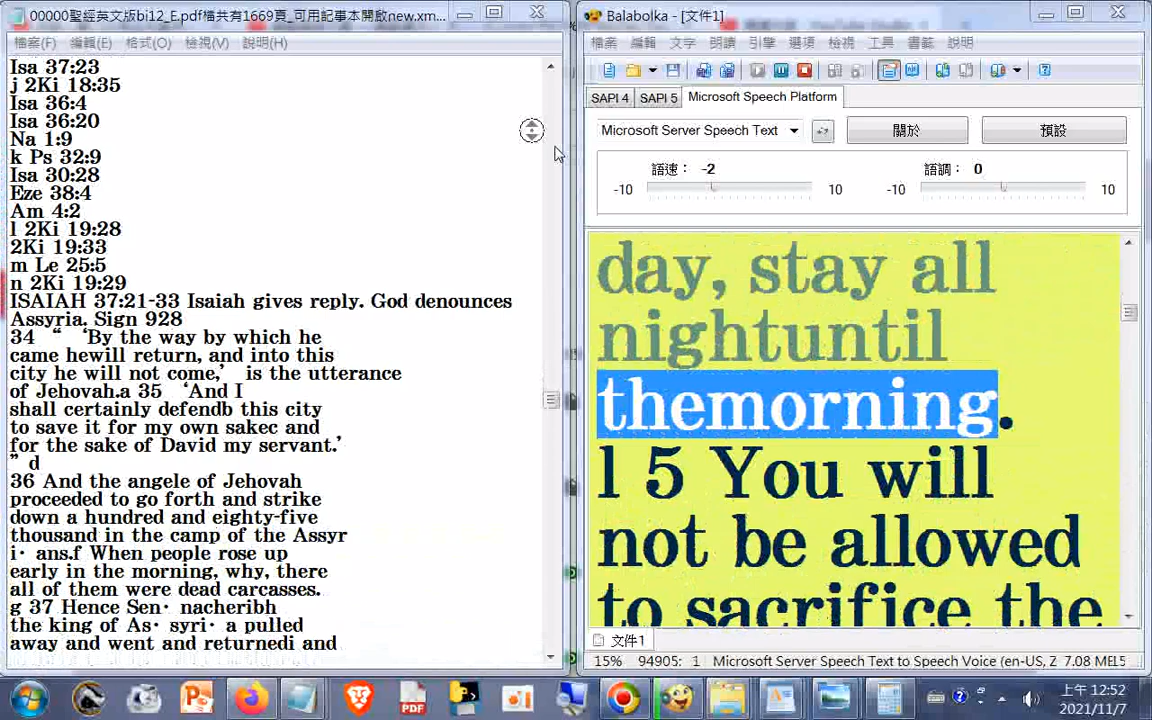 00000聖經英文版bi12_E.pdf檔共有1669頁_可用記事本開啟new.xm...
檔案(F) 編輯(E) 格式(O) 檢視(V) 說明(H)
Isa 37:23
j 2Ki 18:35
Isa 36:4
Isa 36:20
Na 1:9
k Ps 32:9
Isa 30:28
Eze 38:4
Am 4:2
l 2Ki 19:28
2Ki 19:33
m Le 25:5
n 2Ki 19:29
ISAIAH 37:21-33 Isaiah gives reply. God denounces
Assyria. Sign 928
34 “ ‘By the way by which he
came hewill return, and into this
city he will not come,’ is the utterance
of Jehovah.a 35 ‘And I
shall certainly defendb this city
to save it for my own sakec and
for the sake of David my servant.’
” d
36 And the angele of Jehovah
proceeded to go forth and strike
down a hundred and eighty-five
thousand in the camp of the Assyr
i· ans.f When people rose up
early in the morning, why, there
all of them were dead carcasses.
g 37 Hence Sen· nacheribh
the king of As· syri· a pulled
away and went and returnedi and
Balabolka - [文件1]
檔案 編輯 文字 朗讀 引擎 選項 檢視 工具 書籤 說明
SAPI 4 SAPI 5 Microsoft Speech Platform
Microsoft Server Speech Text 關於 預設
語速： -2 語調： 0
-10 10 -10 10
day, stay all
nightuntil
themorning.
l 5 You will
not be allowed
to sacrifice the
文件1
15% 94905: 1 Microsoft Server Speech Text to Speech Voice (en-US, Z 7.08 MB
PDF
上午 12:52
2021/11/7